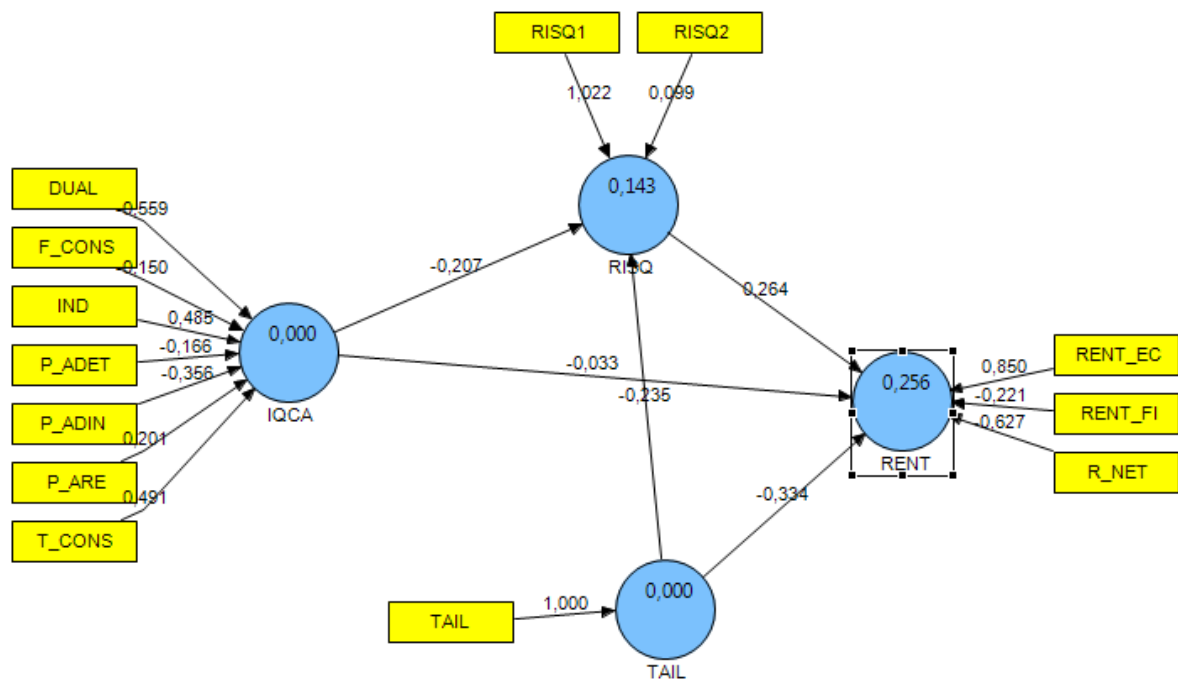 RISQ1
RISQ2
1,022
0,099
0,143
RISQ
DUAL
F_CONS
IND
P_ADET
P_ADIN
P_ARE
T_CONS
-0,559
-0,150
0,485
-0,166
-0,356
0,201
0,491
0,000
IQCA
-0,207
-0,033
-0,235
0,264
-0,334
0,256
RENT
0,850
-0,221
-0,627
RENT_EC
RENT_FI
R_NET
TAIL
1,000
0,000
TAIL